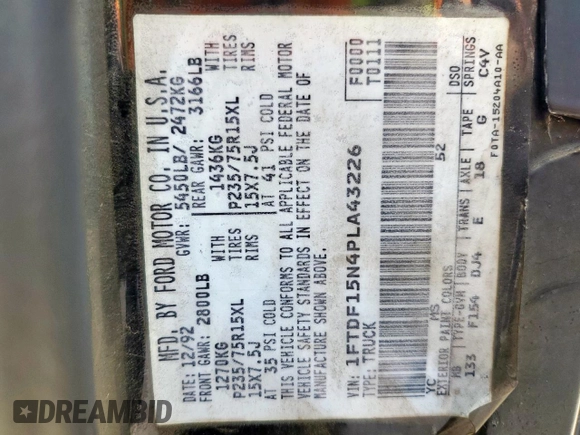 MFD. BY FORD MOTOR CO. IN U.S.A.
DATE: 12/92 GVWR: 5450LB/ 2472KG
FRONT GAWR: 2800LB REAR GAWR: 3166LB
1270KG WITH 1436KG WITH
P235/75R15XL TIRES P235/75R15XL TIRES
15X7.5J RIMS 15X7.5J RIMS
AT 35 PSI COLD AT 41 PSI COLD
THIS VEHICLE CONFORMS TO ALL APPLICABLE FEDERAL MOTOR
VEHICLE SAFETY STANDARDS IN EFFECT ON THE DATE OF
MANUFACTURE SHOWN ABOVE.
VIN: 1FTDF15N4PLA43226 F0000
TYPE: TRUCK T0111
YC MS 52
EXTERIOR PAINT COLORS DSO
WB TYPE-GVW BODY TRANS AXLE TAPE SPRINGS
133 F154 DJ4 E 18 G C4V
F0TA-15204A10-AA
DREAMBID